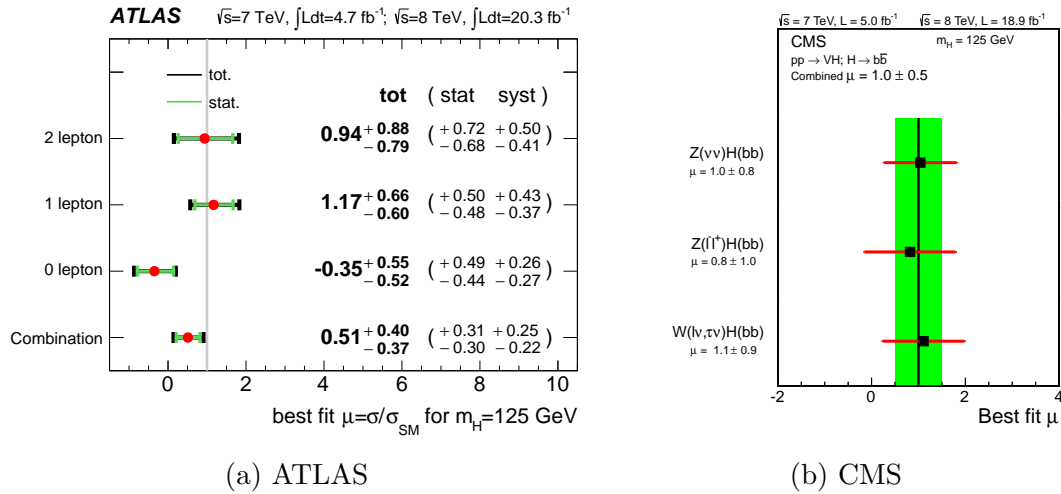 ATLAS √s=7 TeV, ∫Ldt=4.7 fb⁻¹; √s=8 TeV, ∫Ldt=20.3 fb⁻¹
tot.
stat.
tot ( stat syst )
2 lepton 0.94 + 0.88 − 0.79 ( + 0.72 − 0.68 + 0.50 − 0.41 )
1 lepton 1.17 + 0.66 − 0.60 ( + 0.50 − 0.48 + 0.43 − 0.37 )
0 lepton -0.35 + 0.55 − 0.52 ( + 0.49 − 0.44 + 0.26 − 0.27 )
Combination 0.51 + 0.40 − 0.37 ( + 0.31 − 0.30 + 0.25 − 0.22 )
0 2 4 6 8 10
best fit μ=σ/σ_SM for m_H=125 GeV
(a) ATLAS
√s = 7 TeV, L = 5.0 fb⁻¹ √s = 8 TeV, L = 18.9 fb⁻¹
CMS m_H = 125 GeV
pp → VH; H → bb̅
Combined μ = 1.0 ± 0.5
Z(νν)H(bb)
μ = 1.0 ± 0.8
Z(l⁻l⁺)H(bb)
μ = 0.8 ± 1.0
W(lν,τν)H(bb)
μ = 1.1 ± 0.9
-2 0 2 4
Best fit μ
(b) CMS